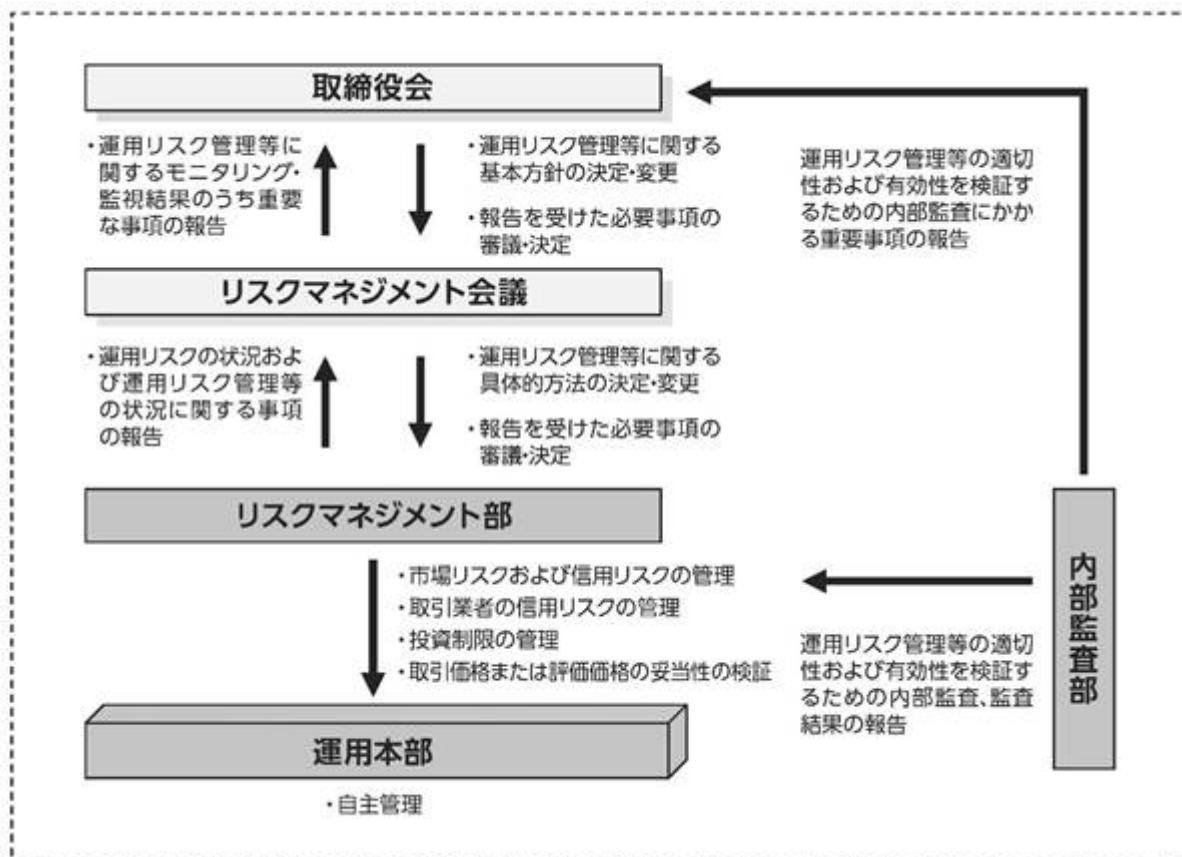 取締役会
・運用リスク管理等に
関するモニタリング・
監視結果のうち重要
な事項の報告
・運用リスク管理等に関する
基本方針の決定・変更
・報告を受けた必要事項の
審議・決定
運用リスク管理等の適切
性および有効性を検証す
るための内部監査にかか
る重要事項の報告
リスクマネジメント会議
・運用リスクの状況およ
び運用リスク管理等
の状況に関する事項
の報告
・運用リスク管理等に関する
具体的方法の決定・変更
・報告を受けた必要事項の
審議・決定
リスクマネジメント部
・市場リスクおよび信用リスクの管理
・取引業者の信用リスクの管理
・投資制限の管理
・取引価格または評価価格の妥当性の検証
運用リスク管理等の適切
性および有効性を検証す
るための内部監査、監査
結果の報告
内部監査部
運用本部
・自主管理